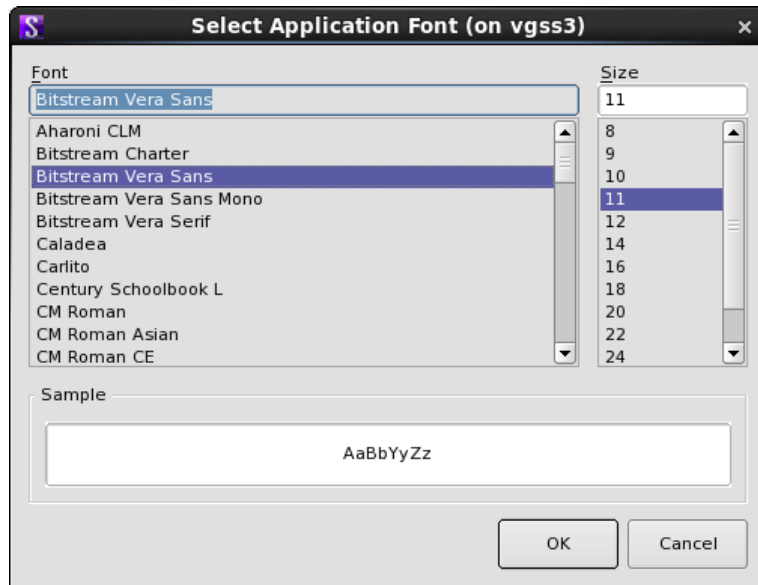 S Select Application Font (on vgss3) ×
Font
Bitstream Vera Sans
Aharoni CLM
Bitstream Charter
Bitstream Vera Sans
Bitstream Vera Sans Mono
Bitstream Vera Serif
Caladea
Carlito
Century Schoolbook L
CM Roman
CM Roman Asian
CM Roman CE
Size
11
8
9
10
11
12
14
16
18
20
22
24
Sample
AaBbYyZz
OK Cancel